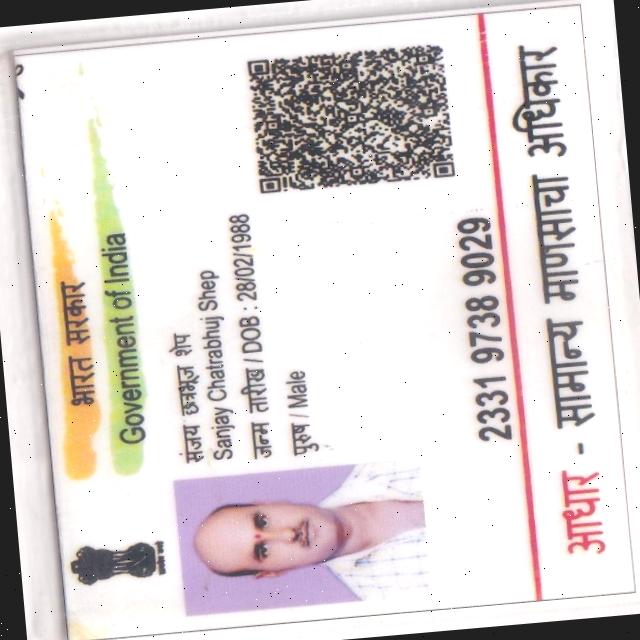 भारत सरकार
Government of India
संजय छत्रभूज शेप
Sanjay Chatrabhuj Shep
जन्म तारीख / DOB : 28/02/1988
पुरुष / Male
2331 9738 9029
आधार - सामान्य माणसाचा अधिकार